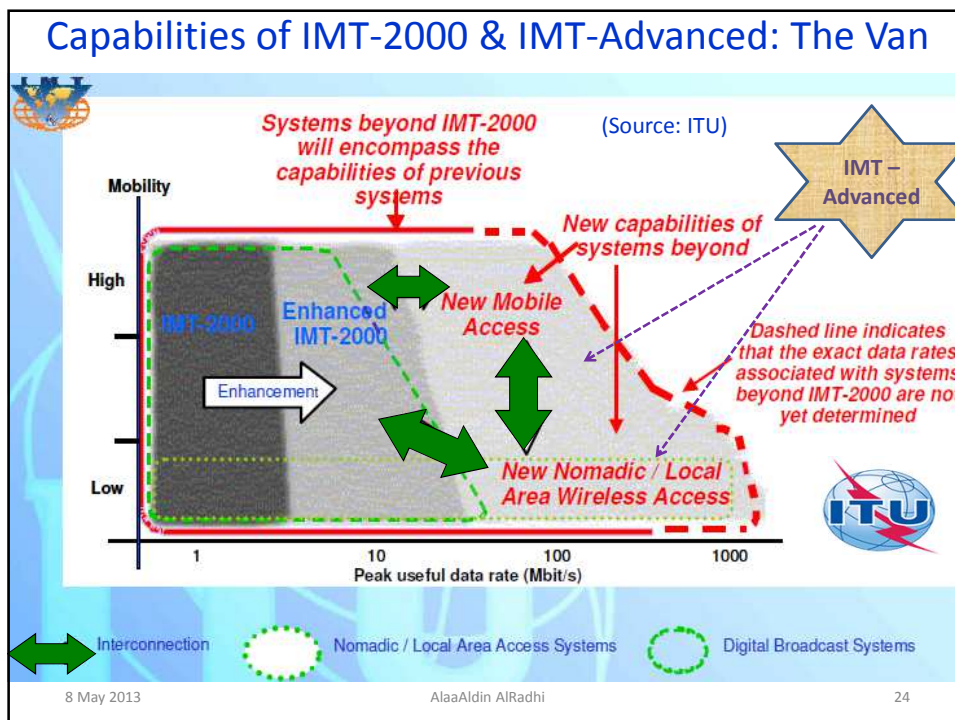 Capabilities of IMT-2000 & IMT-Advanced: The Van
Systems beyond IMT-2000
will encompass the
capabilities of previous
systems
(Source: ITU)
IMT –
Advanced
Mobility
New capabilities of
systems beyond
High
IMT-2000
Enhanced
IMT-2000
New Mobile
Access
Dashed line indicates
that the exact data rates
associated with systems
beyond IMT-2000 are not
yet determined
Enhancement
Low
New Nomadic / Local
Area Wireless Access
ITU
1 10 100 1000
Peak useful data rate (Mbit/s)
Interconnection
Nomadic / Local Area Access Systems
Digital Broadcast Systems
8 May 2013
AlaaAldin AlRadhi
24